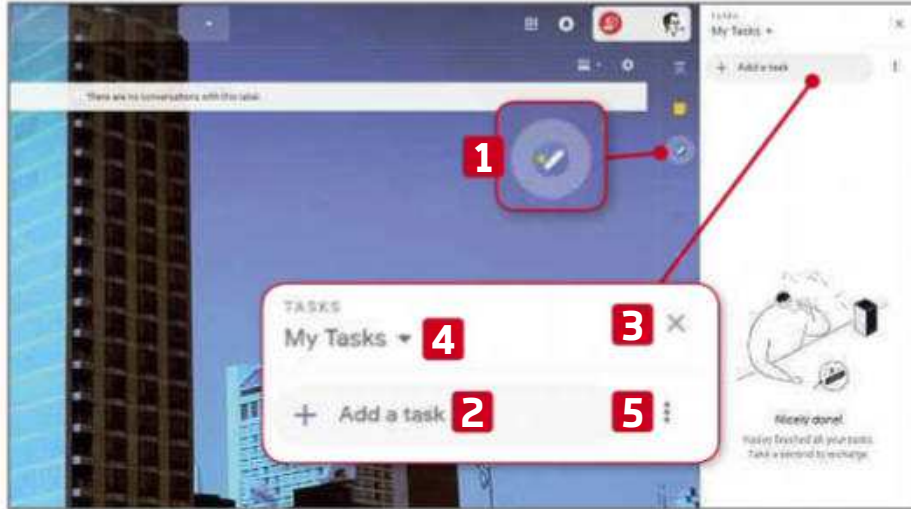 There are no conversations with this label.
TASKS
My Tasks
+ Add a task
1
TASKS
My Tasks 4
3
+ Add a task 2
5
Nicely done!
You've finished all your tasks.
Take a second to recharge.